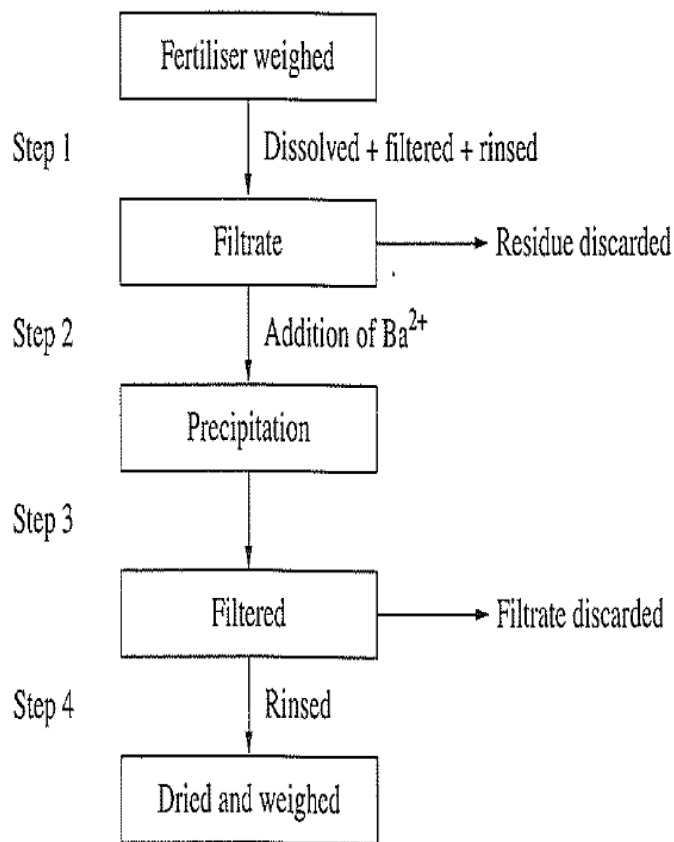 Fertiliser weighed
Step 1
Dissolved + filtered + rinsed
Filtrate
Residue discarded
Step 2
Addition of Ba²⁺
Precipitation
Step 3
Filtered
Filtrate discarded
Step 4
Rinsed
Dried and weighed